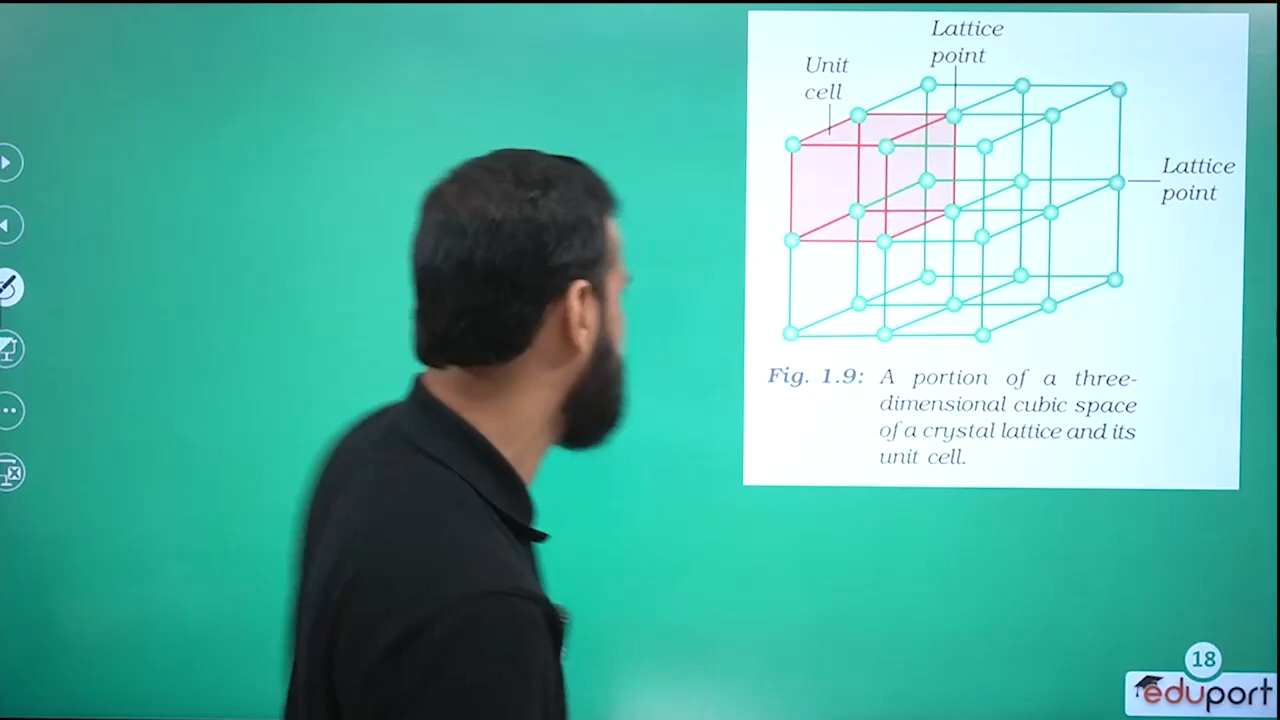 Lattice
point
Unit
cell
Lattice
point
Fig. 1.9: A portion of a three-
dimensional cubic space
of a crystal lattice and its
unit cell.
18
eduport